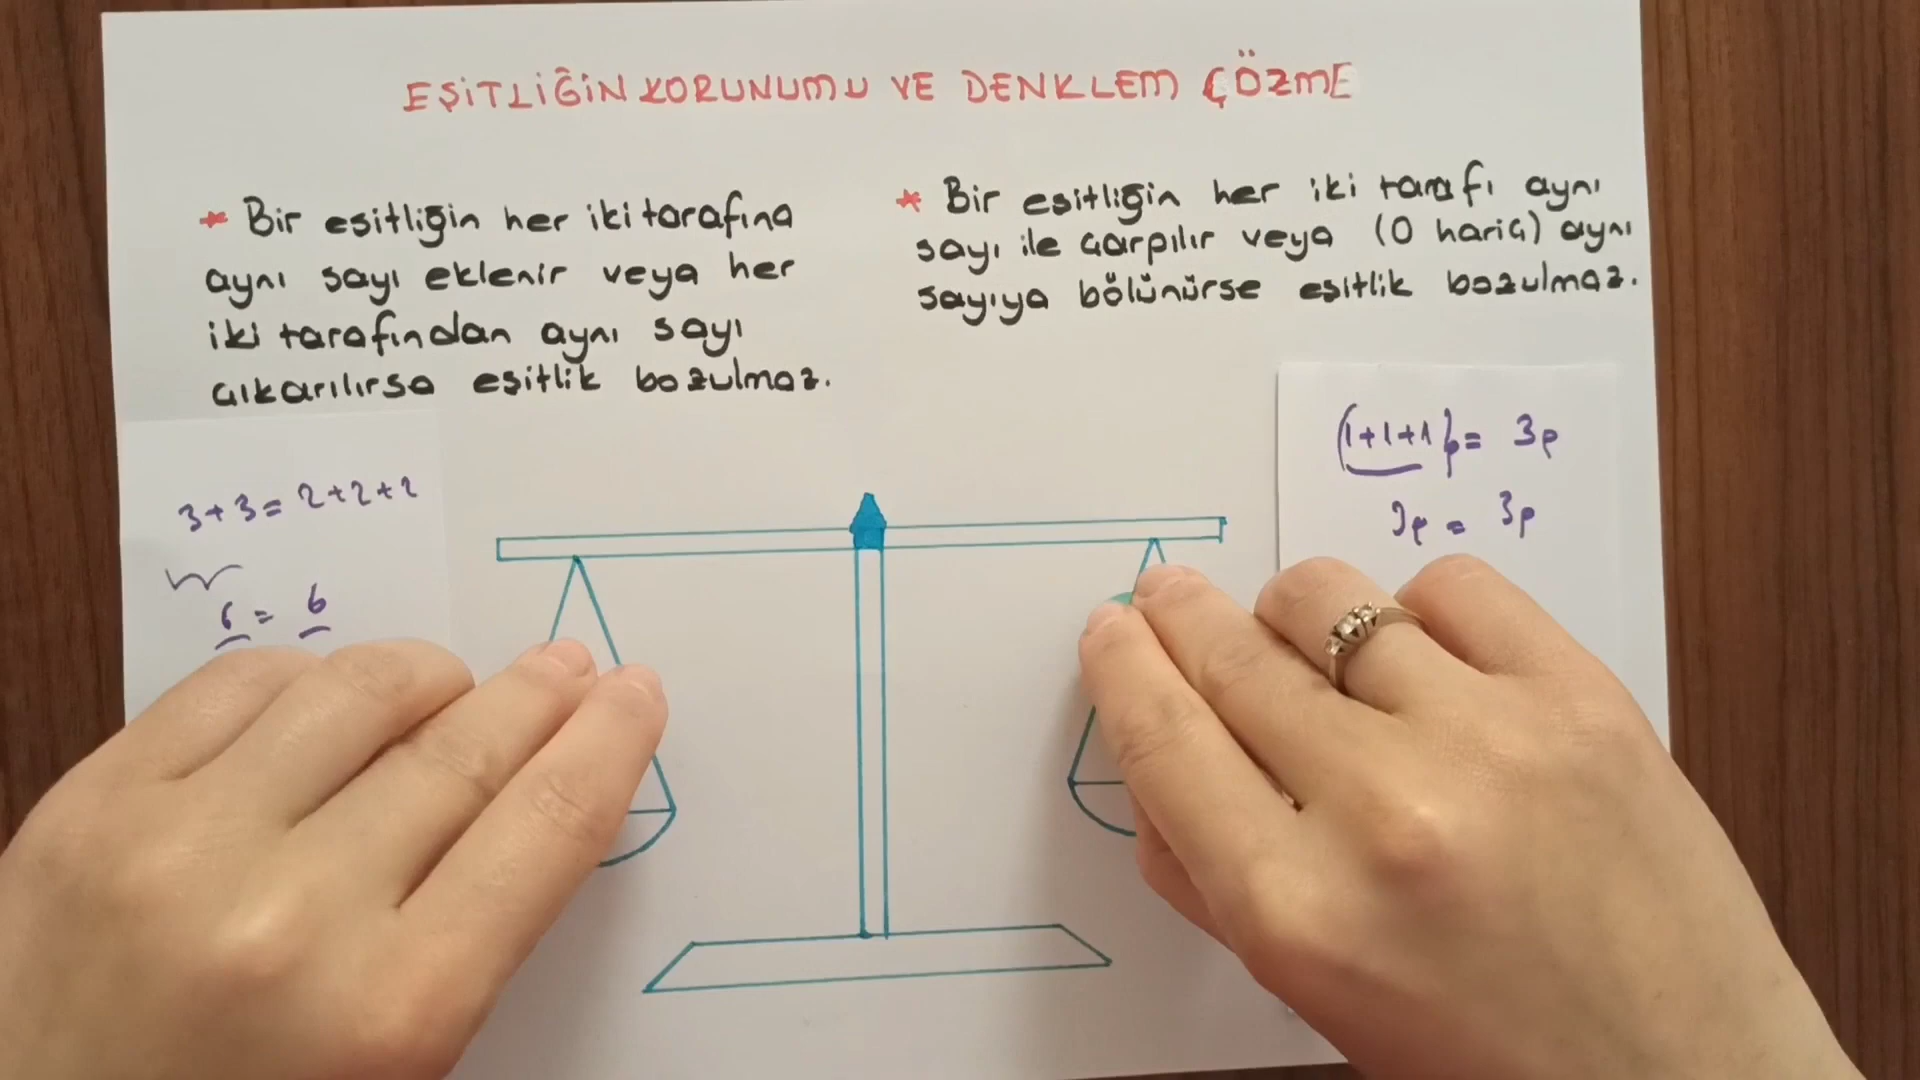 EŞİTLİĞİN KORUNUMU VE DENKLEM ÇÖZME
* Bir eşitliğin her iki tarafına
aynı sayı eklenir veya her
iki tarafından aynı sayı
çıkarılırsa eşitlik bozulmaz.
* Bir eşitliğin her iki tarafı aynı
sayı ile çarpılır veya (0 hariç) aynı
sayıya bölünürse eşitlik bozulmaz.
3+3=2+2+2
6=6
(1+1+1)p=3p
3p=3p